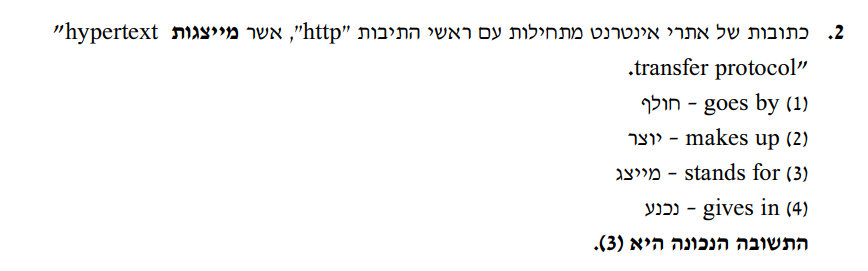 2. כתובות של אתרי אינטרנט מתחילות עם ראשי התיבות "http", אשר מייצגות "hypertext
transfer protocol".
(1) goes by – חולף
(2) makes up – יוצר
(3) stands for – מייצג
(4) gives in – נכנע
התשובה הנכונה היא (3).